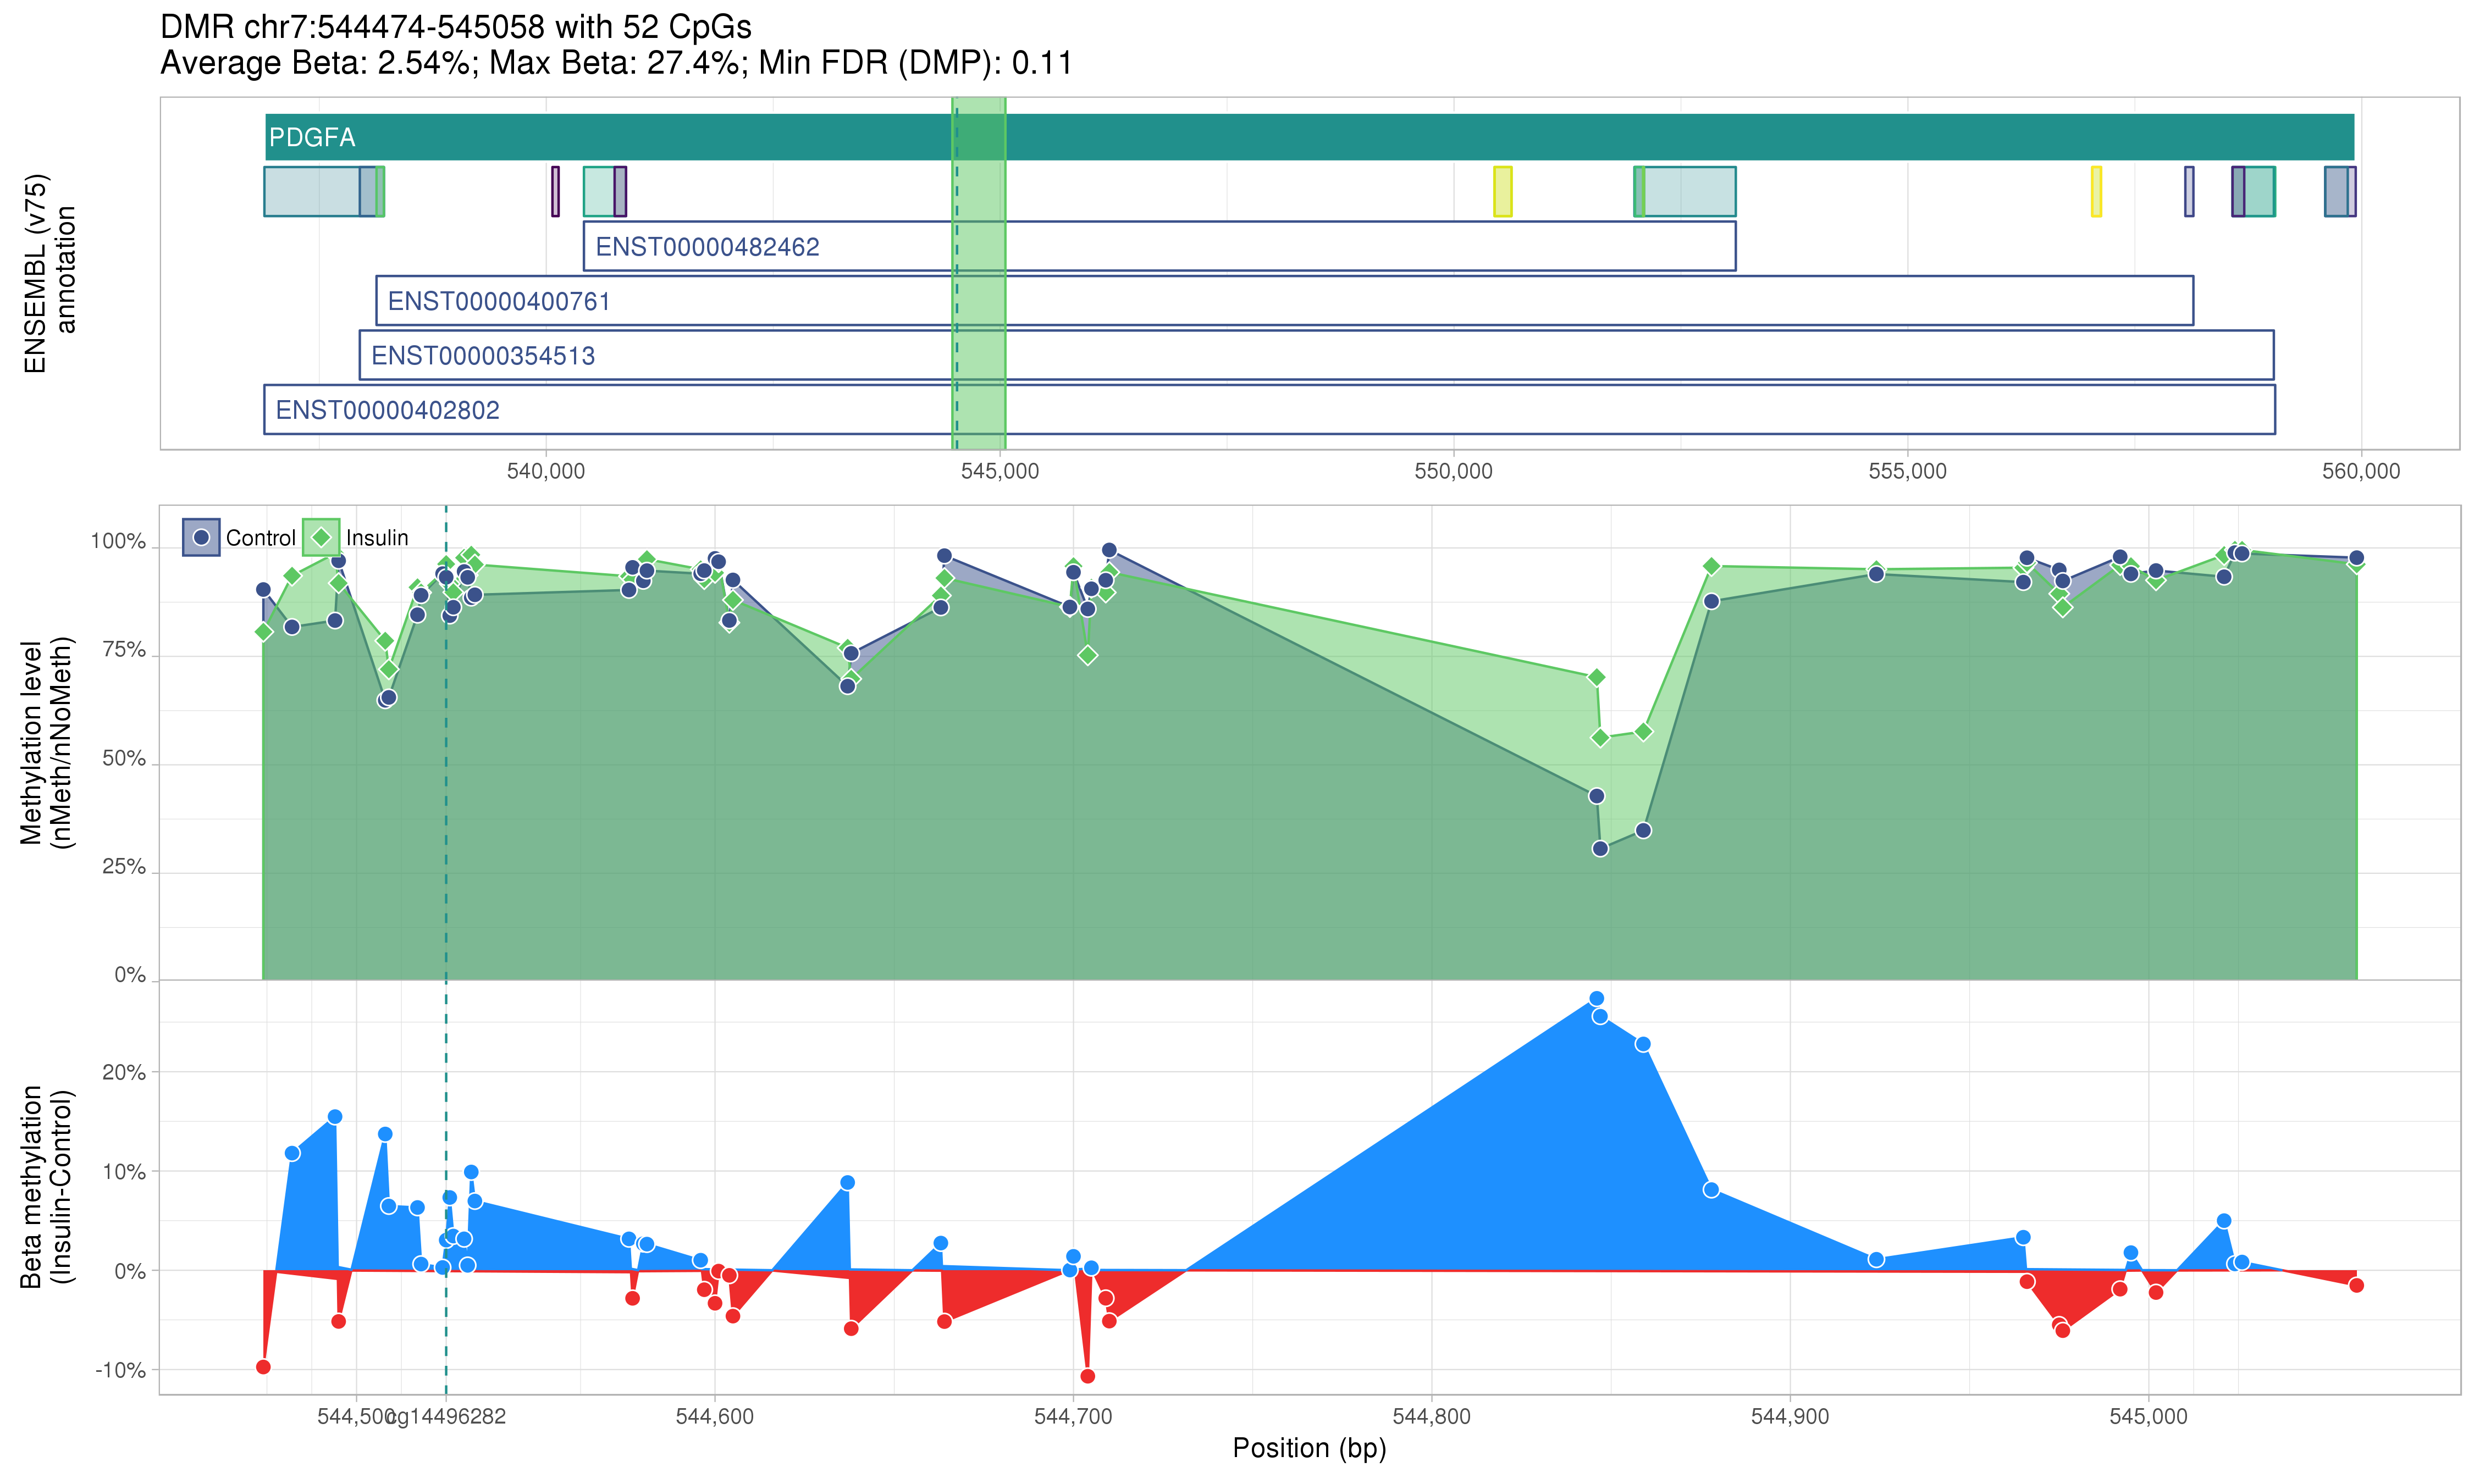 DMR chr7:544474-545058 with 52 CpGs
Average Beta: 2.54%; Max Beta: 27.4%; Min FDR (DMP): 0.11
ENSEMBL (v75)
annotation
PDGFA
ENST00000482462
ENST00000400761
ENST00000354513
ENST00000402802
540,000
545,000
550,000
555,000
560,000
Methylation level
(nMeth/nNoMeth)
Control
Insulin
100%
75%
50%
25%
0%
Beta methylation
(Insulin-Control)
20%
10%
0%
-10%
544,500
cg14496282
544,600
544,700
544,800
544,900
545,000
Position (bp)